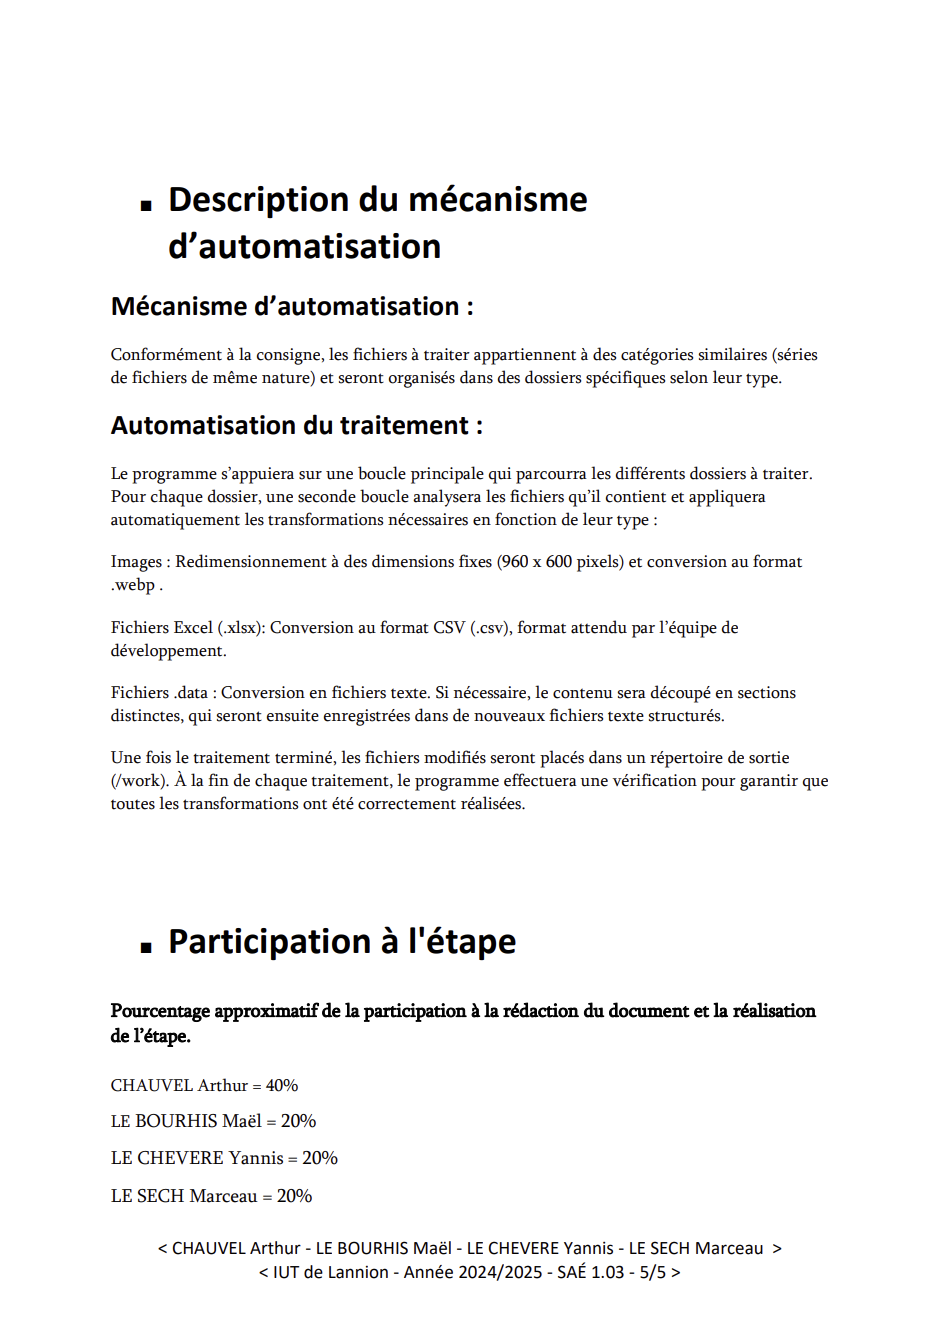 ▪ Description du mécanisme
d’automatisation
Mécanisme d’automatisation :
Conformément à la consigne, les fichiers à traiter appartiennent à des catégories similaires (séries
de fichiers de même nature) et seront organisés dans des dossiers spécifiques selon leur type.
Automatisation du traitement :
Le programme s’appuiera sur une boucle principale qui parcourra les différents dossiers à traiter.
Pour chaque dossier, une seconde boucle analysera les fichiers qu’il contient et appliquera
automatiquement les transformations nécessaires en fonction de leur type :
Images : Redimensionnement à des dimensions fixes (960 x 600 pixels) et conversion au format
.webp .
Fichiers Excel (.xlsx): Conversion au format CSV (.csv), format attendu par l’équipe de
développement.
Fichiers .data : Conversion en fichiers texte. Si nécessaire, le contenu sera découpé en sections
distinctes, qui seront ensuite enregistrées dans de nouveaux fichiers texte structurés.
Une fois le traitement terminé, les fichiers modifiés seront placés dans un répertoire de sortie
(/work). À la fin de chaque traitement, le programme effectuera une vérification pour garantir que
toutes les transformations ont été correctement réalisées.
▪ Participation à l'étape
Pourcentage approximatif de la participation à la rédaction du document et la réalisation
de l’étape.
CHAUVEL Arthur = 40%
LE BOURHIS Maël = 20%
LE CHEVERE Yannis = 20%
LE SECH Marceau = 20%
< CHAUVEL Arthur - LE BOURHIS Maël - LE CHEVERE Yannis - LE SECH Marceau >
< IUT de Lannion - Année 2024/2025 - SAÉ 1.03 - 5/5 >